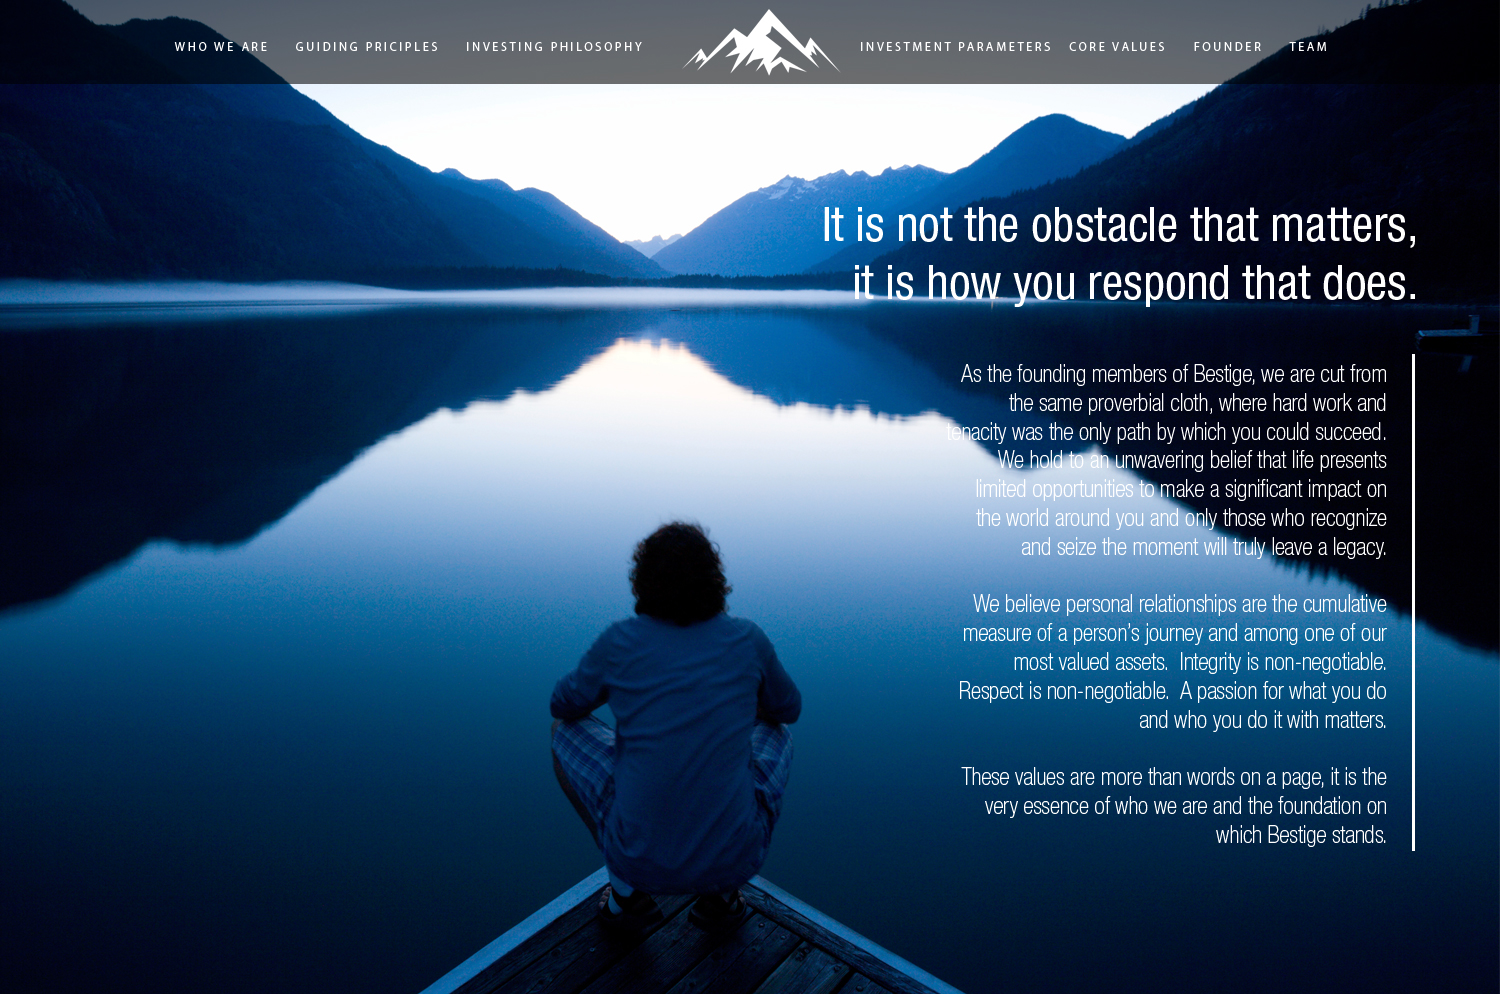 WHO WE ARE
GUIDING PRICIPLES
INVESTING PHILOSOPHY
INVESTMENT PARAMETERS
CORE VALUES
FOUNDER
TEAM
It is not the obstacle that matters,
it is how you respond that does.
As the founding members of Bestige, we are cut from
the same proverbial cloth, where hard work and
tenacity was the only path by which you could succeed.
We hold to an unwavering belief that life presents
limited opportunities to make a significant impact on
the world around you and only those who recognize
and seize the moment will truly leave a legacy.
We believe personal relationships are the cumulative
measure of a person's journey and among one of our
most valued assets. Integrity is non-negotiable.
Respect is non-negotiable. A passion for what you do
and who you do it with matters.
These values are more than words on a page, it is the
very essence of who we are and the foundation on
which Bestige stands.